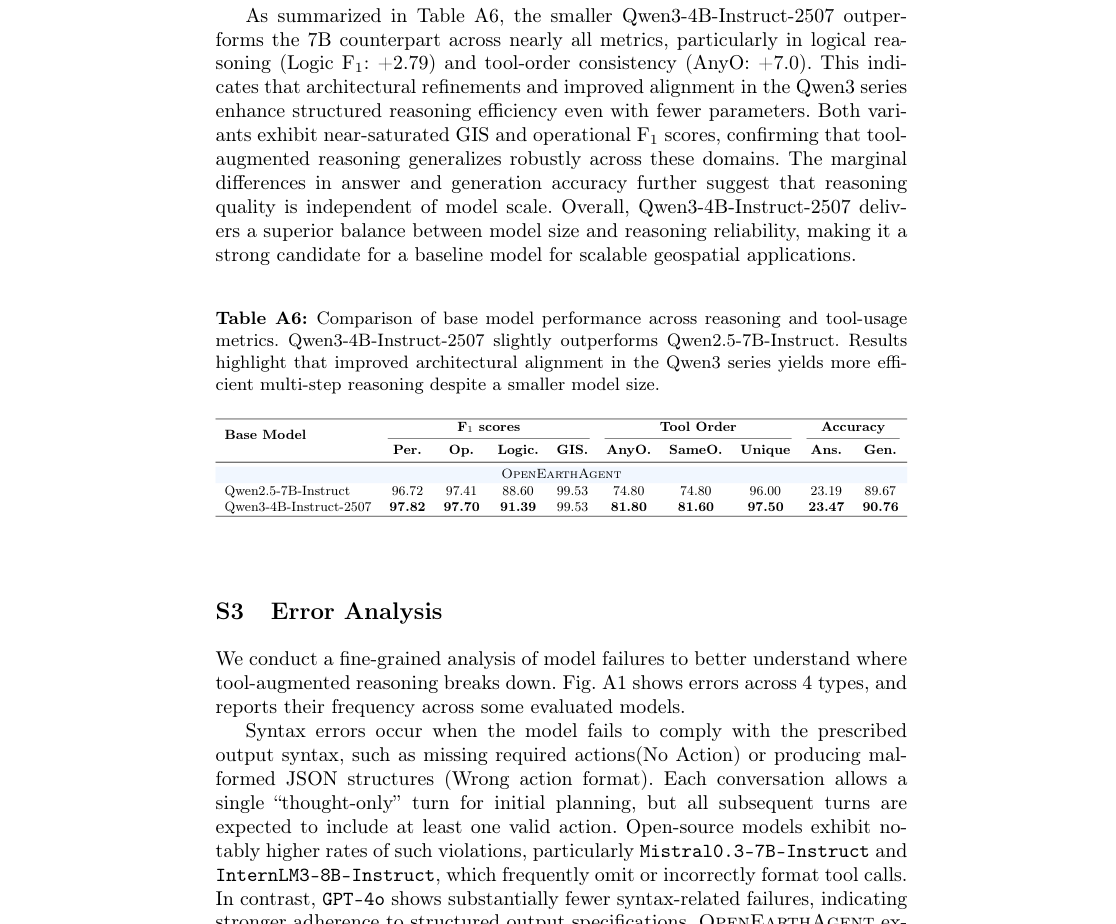 As summarized in Table A6, the smaller Qwen3-4B-Instruct-2507 outper-
forms the 7B counterpart across nearly all metrics, particularly in logical rea-
soning (Logic F₁: +2.79) and tool-order consistency (AnyO: +7.0). This indi-
cates that architectural refinements and improved alignment in the Qwen3 series
enhance structured reasoning efficiency even with fewer parameters. Both vari-
ants exhibit near-saturated GIS and operational F₁ scores, confirming that tool-
augmented reasoning generalizes robustly across these domains. The marginal
differences in answer and generation accuracy further suggest that reasoning
quality is independent of model scale. Overall, Qwen3-4B-Instruct-2507 deliv-
ers a superior balance between model size and reasoning reliability, making it a
strong candidate for a baseline model for scalable geospatial applications.
Table A6: Comparison of base model performance across reasoning and tool-usage
metrics. Qwen3-4B-Instruct-2507 slightly outperforms Qwen2.5-7B-Instruct. Results
highlight that improved architectural alignment in the Qwen3 series yields more effi-
cient multi-step reasoning despite a smaller model size.
Base Model F₁ scores Tool Order Accuracy
Per. Op. Logic. GIS. AnyO. SameO. Unique Ans. Gen.
OpenEarthAgent
Qwen2.5-7B-Instruct 96.72 97.41 88.60 99.53 74.80 74.80 96.00 23.19 89.67
Qwen3-4B-Instruct-2507 97.82 97.70 91.39 99.53 81.80 81.60 97.50 23.47 90.76
S3 Error Analysis
We conduct a fine-grained analysis of model failures to better understand where
tool-augmented reasoning breaks down. Fig. A1 shows errors across 4 types, and
reports their frequency across some evaluated models.
Syntax errors occur when the model fails to comply with the prescribed
output syntax, such as missing required actions(No Action) or producing mal-
formed JSON structures (Wrong action format). Each conversation allows a
single “thought-only” turn for initial planning, but all subsequent turns are
expected to include at least one valid action. Open-source models exhibit no-
tably higher rates of such violations, particularly Mistral0.3-7B-Instruct and
InternLM3-8B-Instruct, which frequently omit or incorrectly format tool calls.
In contrast, GPT-4o shows substantially fewer syntax-related failures, indicating
stronger adherence to structured output specifications. OpenEarthAgent ex-